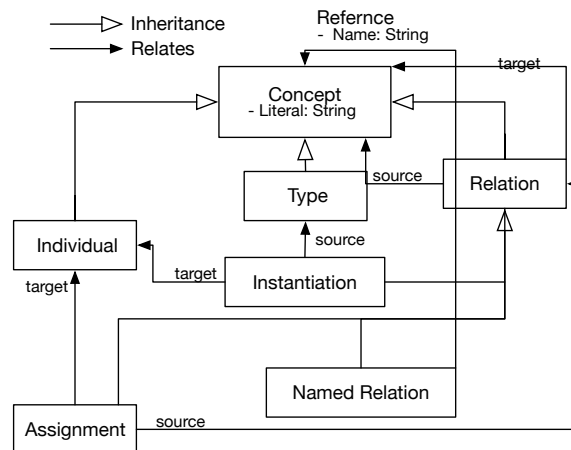 Inheritance
Relates
Refernce
- Name: String
target
Concept
- Literal: String
source
Relation
Type
Individual
source
target
Instantiation
target
Named Relation
Assignment
source